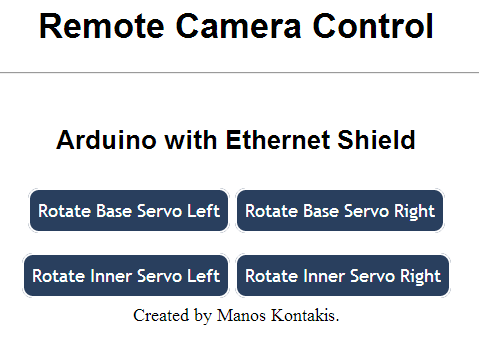 Remote Camera Control
Arduino with Ethernet Shield
Rotate Base Servo Left Rotate Base Servo Right
Rotate Inner Servo Left Rotate Inner Servo Right
Created by Manos Kontakis.